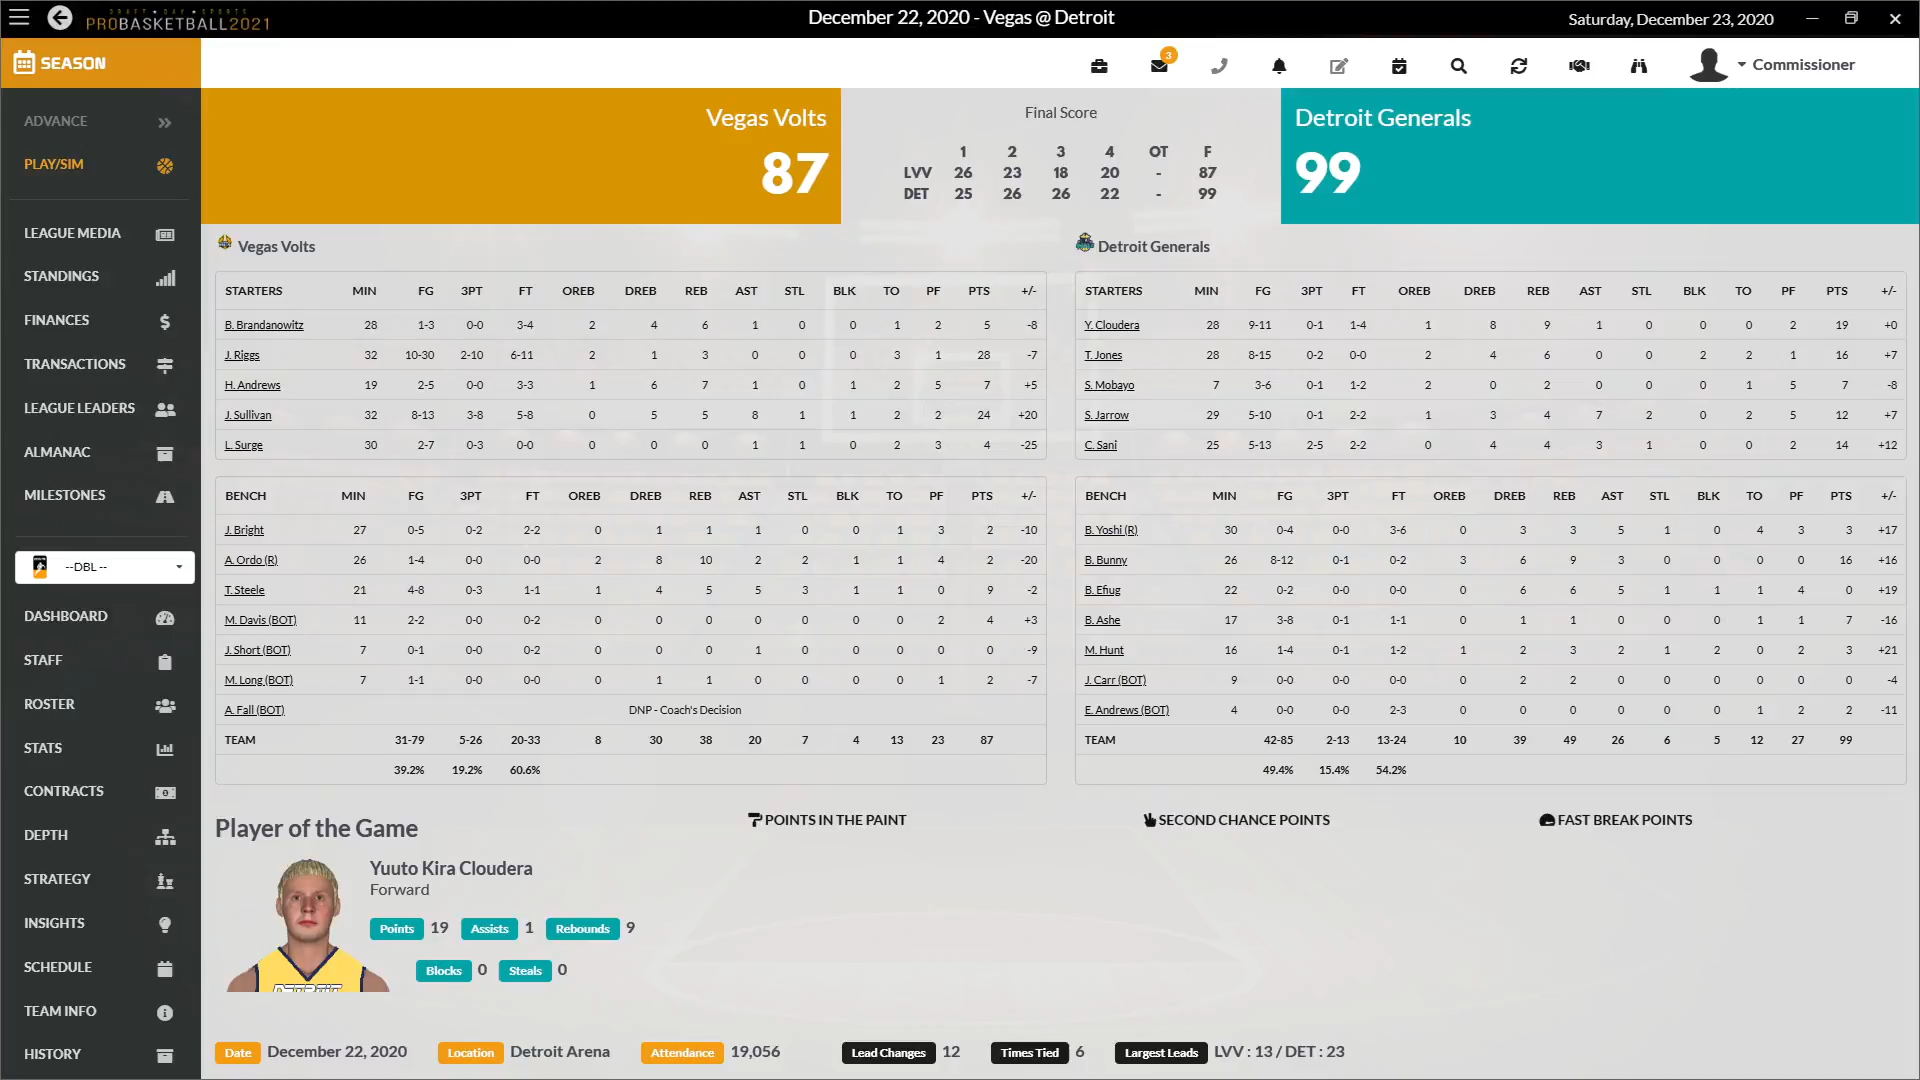 DRAFT DAY SPORTS
PROBASKETBALL2021
December 22, 2020 - Vegas @ Detroit
Saturday, December 23, 2020
SEASON
3
Commissioner
ADVANCE
PLAY/SIM
LEAGUE MEDIA
STANDINGS
FINANCES
TRANSACTIONS
LEAGUE LEADERS
ALMANAC
MILESTONES
--DBL --
DASHBOARD
STAFF
ROSTER
STATS
CONTRACTS
DEPTH
STRATEGY
INSIGHTS
SCHEDULE
TEAM INFO
HISTORY
Vegas Volts
87
Final Score
1 2 3 4 OT F
LVV 26 23 18 20 - 87
DET 25 26 26 22 - 99
Detroit Generals
99
Vegas Volts
STARTERS MIN FG 3PT FT OREB DREB REB AST STL BLK TO PF PTS +/-
B. Brandanowitz 28 1-3 0-0 3-4 2 4 6 1 0 0 1 2 5 -8
J. Riggs 32 10-30 2-10 6-11 2 1 3 0 0 0 3 1 28 -7
H. Andrews 19 2-5 0-0 3-3 1 6 7 1 0 1 2 5 7 +5
J. Sullivan 32 8-13 3-8 5-8 0 5 5 8 1 1 2 2 24 +20
L. Surge 30 2-7 0-3 0-0 0 0 0 1 1 0 2 3 4 -25
BENCH MIN FG 3PT FT OREB DREB REB AST STL BLK TO PF PTS +/-
J. Bright 27 0-5 0-2 2-2 0 1 1 1 0 0 1 3 2 -10
A. Ordo (R) 26 1-4 0-0 0-0 2 8 10 2 2 1 1 4 2 -20
T. Steele 21 4-8 0-3 1-1 1 4 5 5 3 1 1 0 9 -2
M. Davis (BOT) 11 2-2 0-0 0-2 0 0 0 0 0 0 0 2 4 +3
J. Short (BOT) 7 0-1 0-0 0-2 0 0 0 1 0 0 0 0 0 -9
M. Long (BOT) 7 1-1 0-0 0-0 0 1 1 0 0 0 0 1 2 -7
A. Fall (BOT) DNP - Coach's Decision
TEAM 31-79 5-26 20-33 8 30 38 20 7 4 13 23 87
39.2% 19.2% 60.6%
Detroit Generals
STARTERS MIN FG 3PT FT OREB DREB REB AST STL BLK TO PF PTS +/-
Y. Cloudera 28 9-11 0-1 1-4 1 8 9 1 0 0 0 2 19 +0
T. Jones 28 8-15 0-2 0-0 2 4 6 0 0 2 2 1 16 +7
S. Mobayo 7 3-6 0-1 1-2 2 0 2 0 0 0 1 5 7 -8
S. Jarrow 29 5-10 0-1 2-2 1 3 4 7 2 0 2 5 12 +7
C. Sani 25 5-13 2-5 2-2 0 4 4 3 1 0 0 2 14 +12
BENCH MIN FG 3PT FT OREB DREB REB AST STL BLK TO PF PTS +/-
B. Yoshi (R) 30 0-4 0-0 3-6 0 3 3 5 1 0 4 3 3 +17
B. Bunny 26 8-12 0-1 0-2 3 6 9 3 0 0 0 0 16 +16
B. Efiug 22 0-2 0-0 0-0 0 6 6 5 1 1 1 4 0 +19
B. Ashe 17 3-8 0-1 1-1 0 1 1 0 0 0 1 1 7 -16
M. Hunt 16 1-4 0-1 1-2 1 2 3 2 1 2 0 2 3 +21
J. Carr (BOT) 9 0-0 0-0 0-0 0 2 2 0 0 0 0 0 0 -4
E. Andrews (BOT) 4 0-0 0-0 2-3 0 0 0 0 0 0 1 2 2 -11
TEAM 42-85 2-13 13-24 10 39 49 26 6 5 12 27 99
49.4% 15.4% 54.2%
Player of the Game
POINTS IN THE PAINT
SECOND CHANCE POINTS
FAST BREAK POINTS
Yuuto Kira Cloudera
Forward
Points 19 Assists 1 Rebounds 9
Blocks 0 Steals 0
DETROIT
Date December 22, 2020 Location Detroit Arena Attendance 19,056 Lead Changes 12 Times Tied 6 Largest Leads LVV : 13 / DET : 23